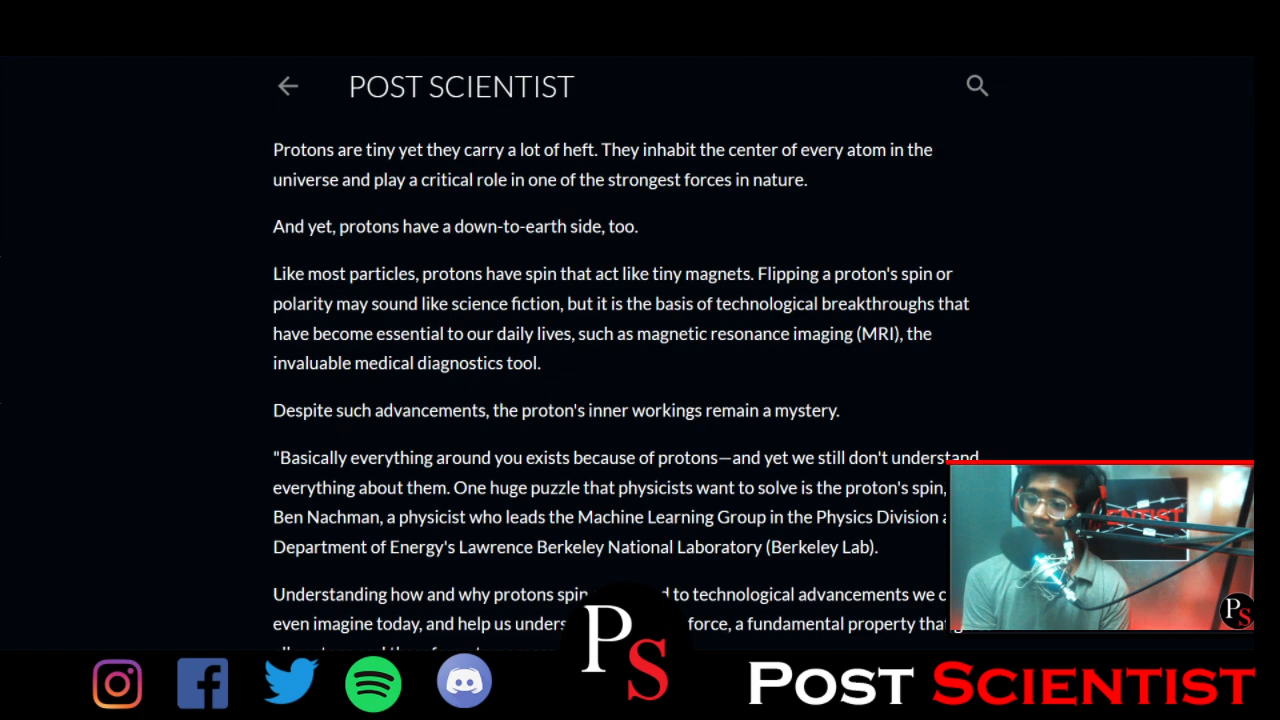 POST SCIENTIST
Protons are tiny yet they carry a lot of heft. They inhabit the center of every atom in the
universe and play a critical role in one of the strongest forces in nature.
And yet, protons have a down-to-earth side, too.
Like most particles, protons have spin that act like tiny magnets. Flipping a proton's spin or
polarity may sound like science fiction, but it is the basis of technological breakthroughs that
have become essential to our daily lives, such as magnetic resonance imaging (MRI), the
invaluable medical diagnostics tool.
Despite such advancements, the proton's inner workings remain a mystery.
"Basically everything around you exists because of protons—and yet we still don't understand
everything about them. One huge puzzle that physicists want to solve is the proton's spin,
Ben Nachman, a physicist who leads the Machine Learning Group in the Physics Division
Department of Energy's Lawrence Berkeley National Laboratory (Berkeley Lab).
ENTIST
PS
Understanding how and why protons spin to technological advancements we
even imagine today, and help us force, a fundamental property
PS
POST SCIENTIST